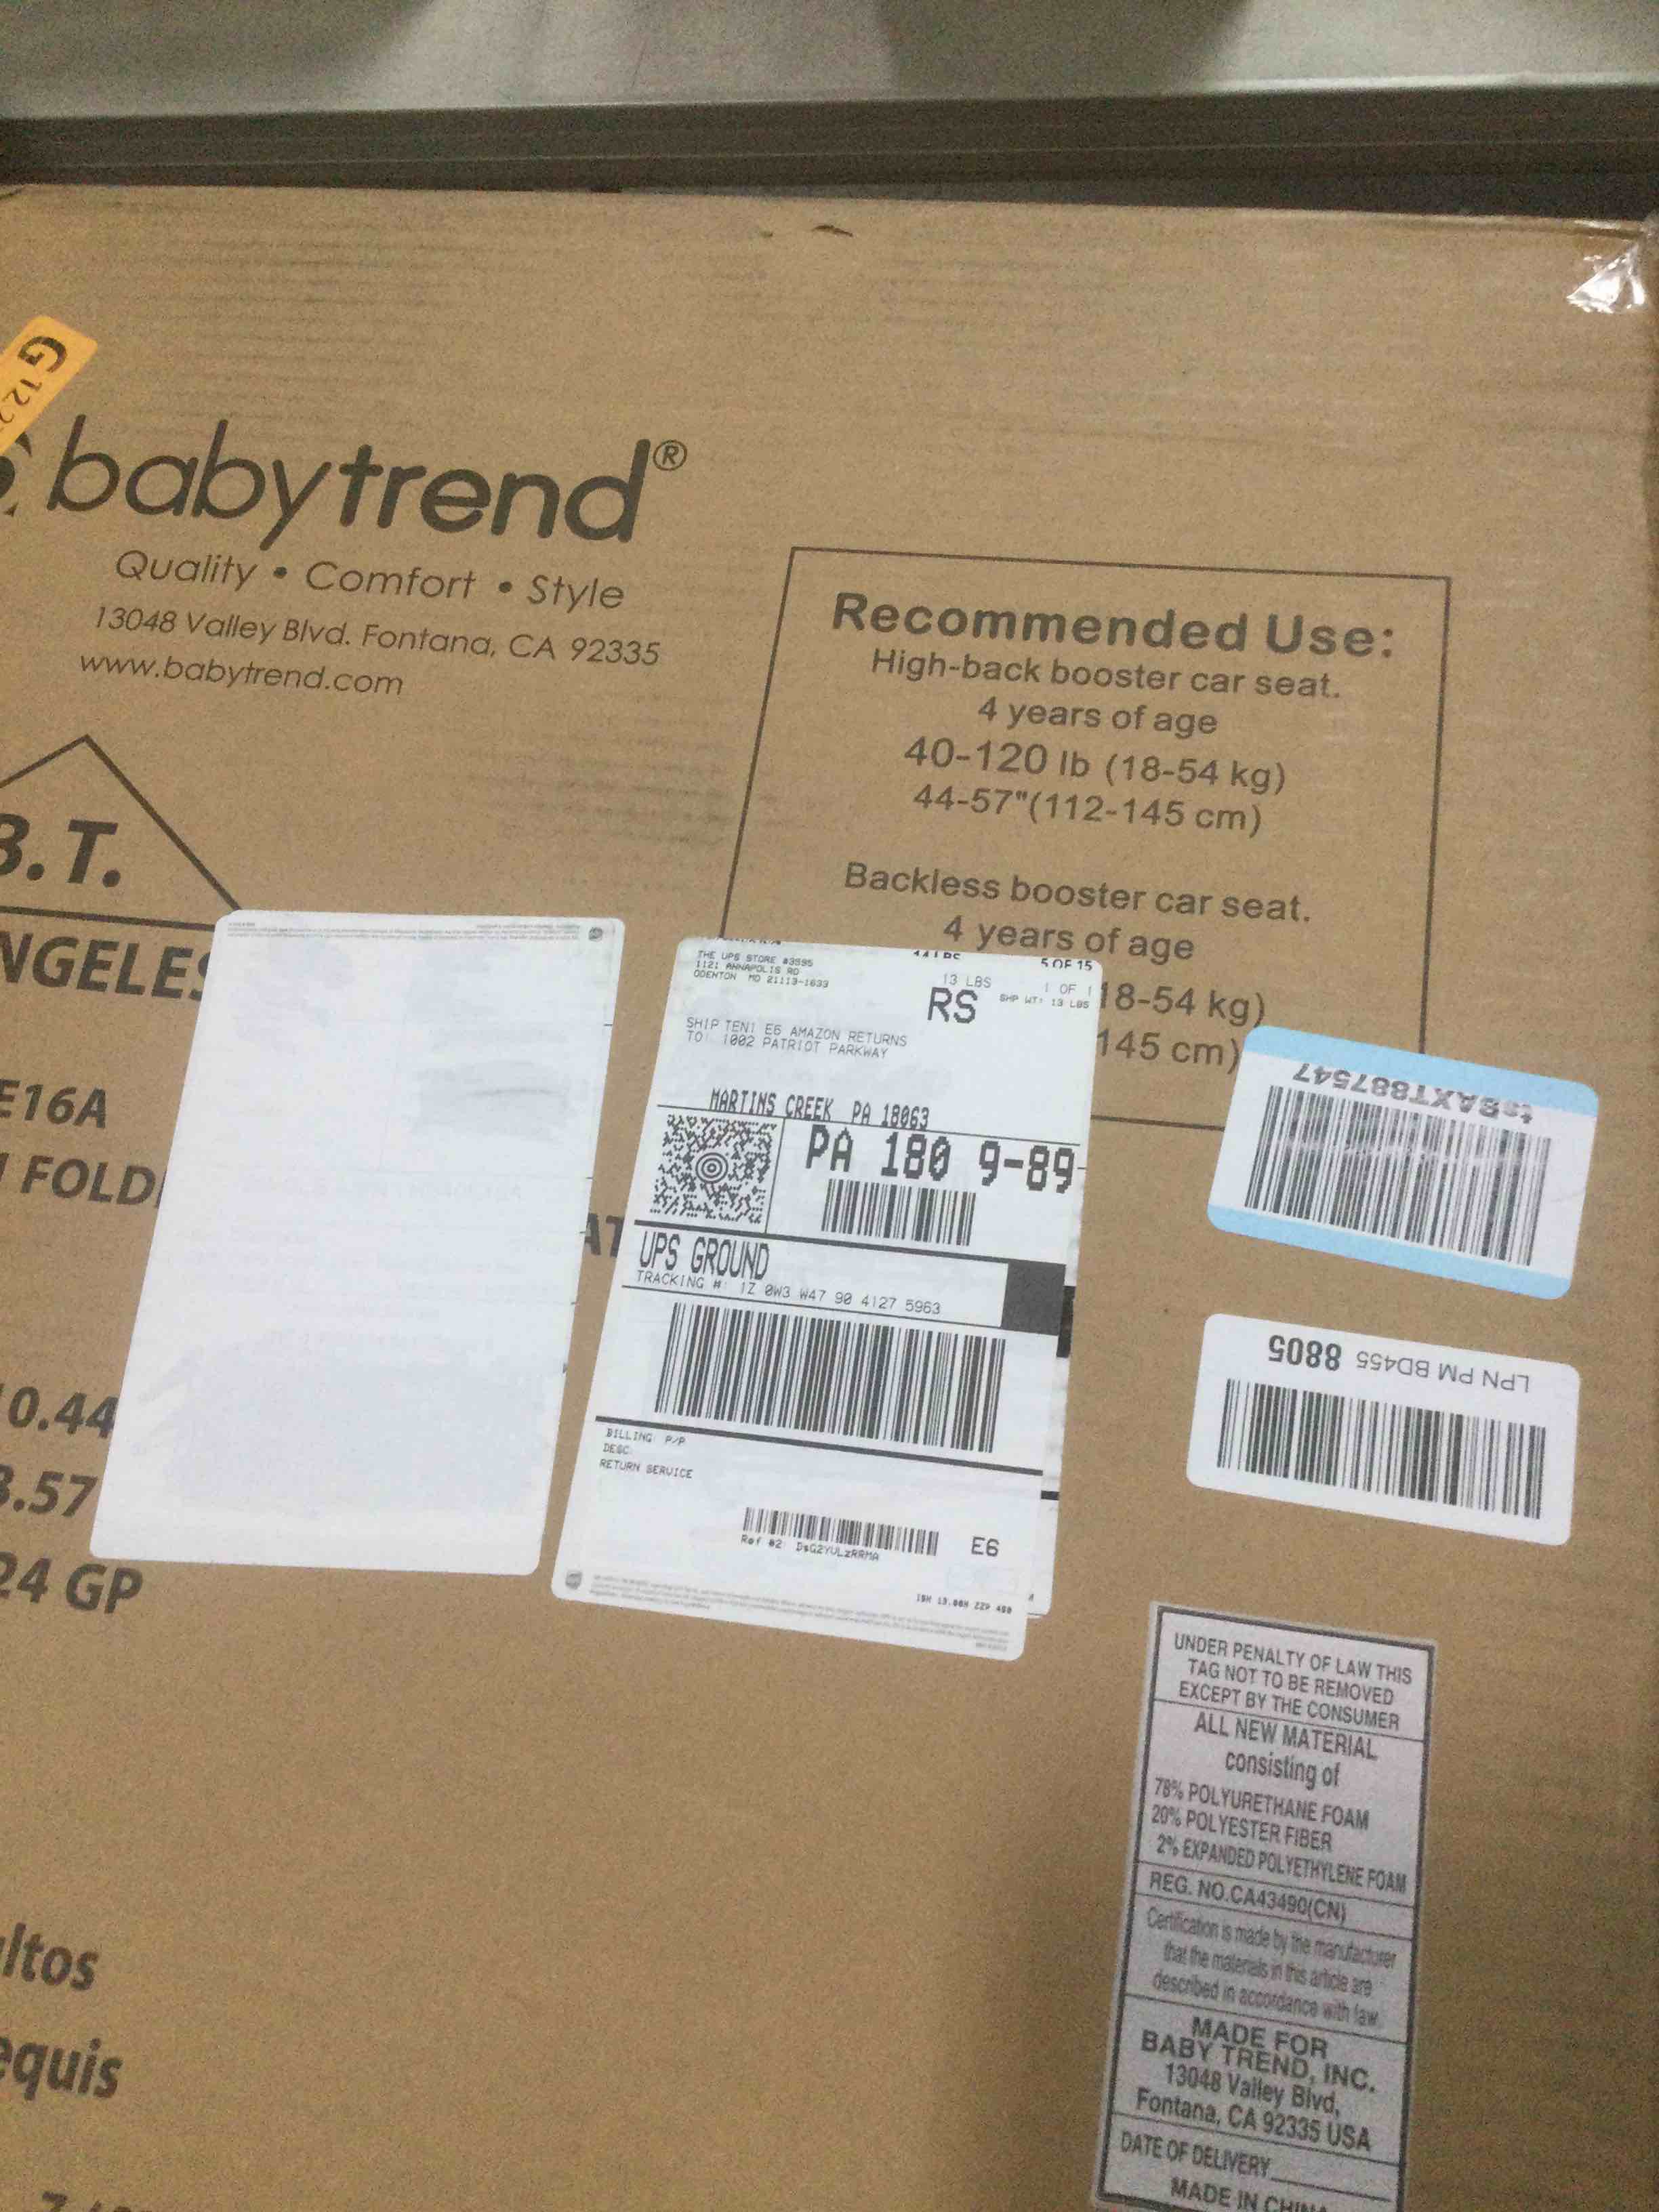 G
babytrend®
Quality • Comfort • Style
13048 Valley Blvd. Fontana, CA 92335
www.babytrend.com
Recommended Use:
High-back booster car seat.
4 years of age
40-120 lb (18-54 kg)
44-57"(112-145 cm)
Backless booster car seat.
4 years of age
18-54 kg)
145 cm)
B.T.
NGELES
E16A
FOLD
AT
0.44
3.57
24 GP
ltos
equis
THE UPS STORE #3595
1121 ANNAPOLIS RD
ODENTON MD 21113-1633
5 OF 15
13 LBS
1 OF 1
RS
SHP WT: 13 LBS
SHIP TEN1 E6 AMAZON RETURNS
TO: 1002 PATRIOT PARKWAY
MARTINS CREEK PA 18063
PA 180 9-89
UPS GROUND
TRACKING #: 1Z 0W3 W47 90 4127 5963
BILLING: P/P
DESC:
RETURN SERVICE
Ref #2: DsG2YULzRRMA
E6
tsBAXT887547
LPN PM BD455 8805
UNDER PENALTY OF LAW THIS
TAG NOT TO BE REMOVED
EXCEPT BY THE CONSUMER
ALL NEW MATERIAL
consisting of
78% POLYURETHANE FOAM
20% POLYESTER FIBER
2% EXPANDED POLYETHYLENE FOAM
REG. NO.CA43490(CN)
Certification is made by the manufacturer
that the materials in this article are
described in accordance with law.
MADE FOR
BABY TREND, INC.
13048 Valley Blvd,
Fontana, CA 92335 USA
DATE OF DELIVERY
MADE IN CHINA